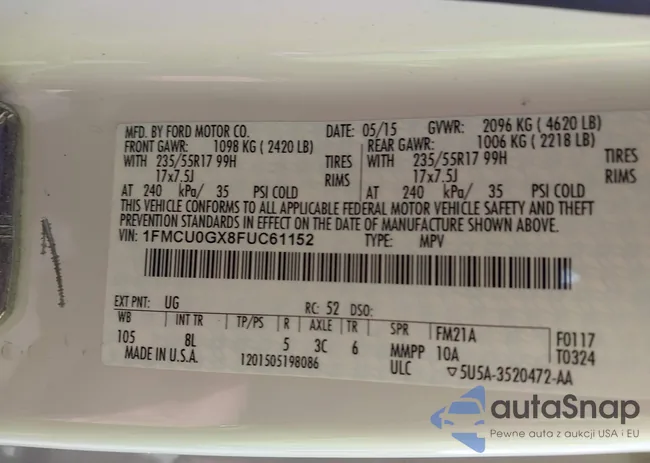 MFD. BY FORD MOTOR CO. DATE: 05/15 GVWR: 2096 KG ( 4620 LB)
FRONT GAWR: 1098 KG ( 2420 LB) REAR GAWR: 1006 KG ( 2218 LB)
WITH 235/55R17 99H TIRES WITH 235/55R17 99H TIRES
17x7.5J RIMS 17x7.5J RIMS
AT 240 kPa/ 35 PSI COLD AT 240 kPa/ 35 PSI COLD
THIS VEHICLE CONFORMS TO ALL APPLICABLE FEDERAL MOTOR VEHICLE SAFETY AND THEFT
PREVENTION STANDARDS IN EFFECT ON THE DATE OF MANUFACTURE SHOWN ABOVE.
VIN: 1FMCU0GX8FUC61152 TYPE: MPV
EXT PNT: UG RC: 52 DSO:
WB INT TR TP/PS R AXLE TR SPR FM21A F0117
105 8L 5 3C 6 MMPP 10A T0324
MADE IN U.S.A. 1201505198086 ULC ▽5U5A-3520472-AA
autaSnap
Pewne auta z aukcji USA i EU